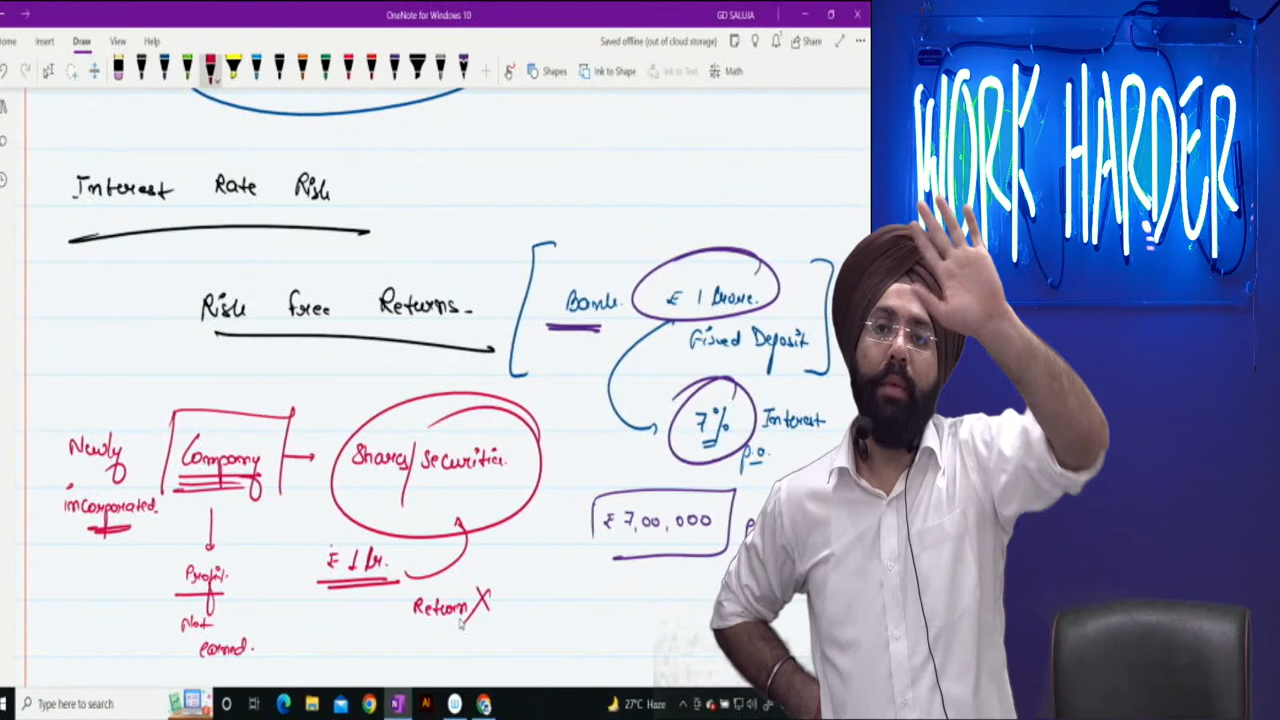 OneNote for Windows 10
GD SALUJA
Home Insert Draw View Help
Saved offline (out of cloud storage)
Share
Shapes
Ink to Shape
Ink to Text
Math
WORK HARDER
Interest Rate Risk
Risk free Returns.
Bank. ₹ 1 Crore.
Fixed Deposit
7% Interest
p.a.
₹ 7,00,000
Newly
incorporated.
Company
Shares/Securities.
₹ 1 Cr.
Return X
Profit
Not
earned.
Type here to search
27°C Haze